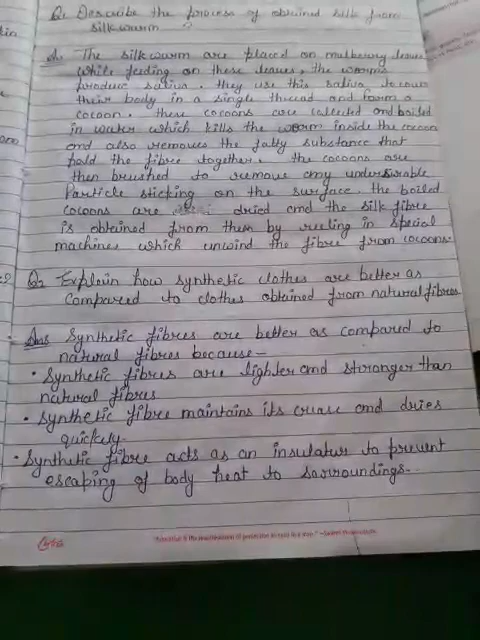 Q1 Describe the process of obtained silk from
silkworm ?
A. The silkwarm are placed on mulberry leaves
while feeding on these leaves, the worms
produce saliva. they use this saliva to cover
their body in a single thread and form a
cocoon. these cocoons are collected and boiled
in water which kills the worm inside the cocoon
and also removes the jelly substance that
hold the fibre together. the cocoons are
then brushed to remove any undersirable
Particle sticking on the surface. the boiled
cocoons are dried and the silk fibre
is obtained from them by reeling in special
machines which unwind the fibre from cocoons.
Q2 Explain how synthetic clothes are better as
compared to clothes obtained from natural fibres.
Ans Synthetic fibres are better as compared to
natural fibres because -
• Synthetic fibres are lighter and stronger than
natural fibres
• synthetic fibre maintains its crease and dries
quickly.
• Synthetic fibre acts as an insulator to prevent
escaping of body heat to sorroundings.